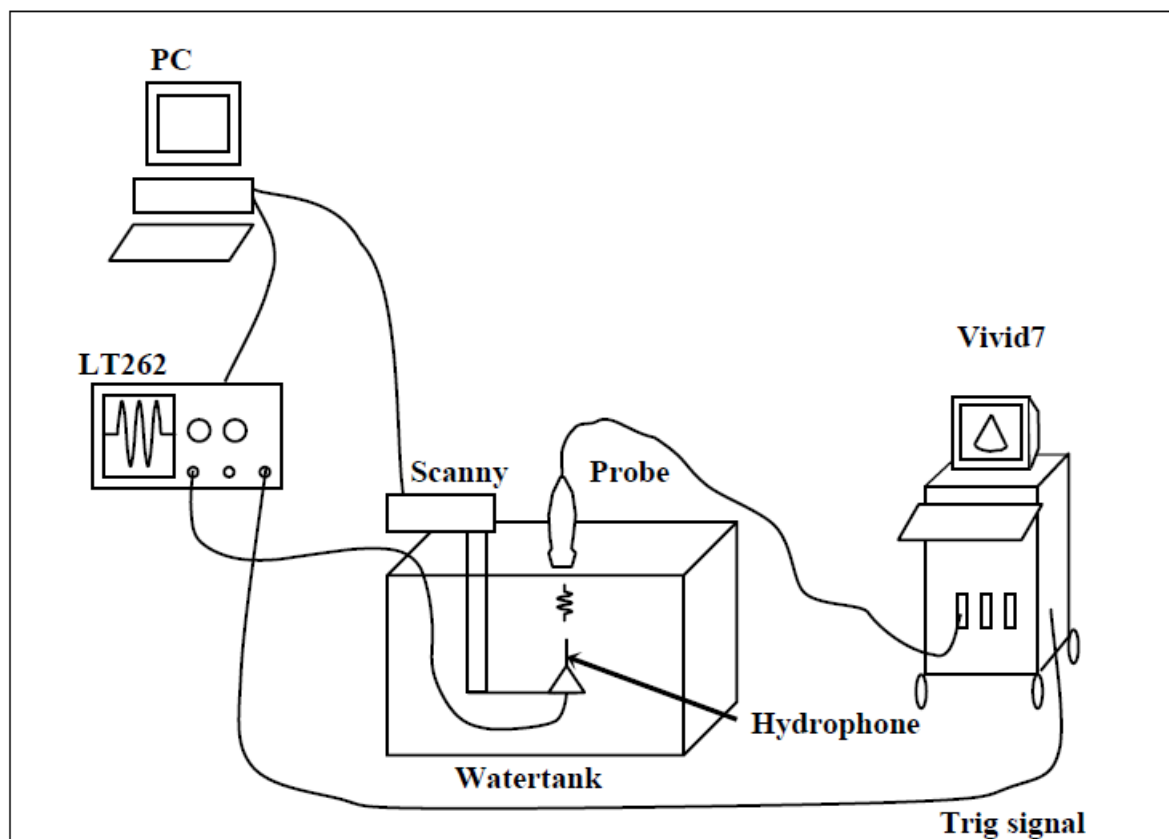 PC
LT262
Vivid7
Scanny
Probe
Hydrophone
Watertank
Trig signal